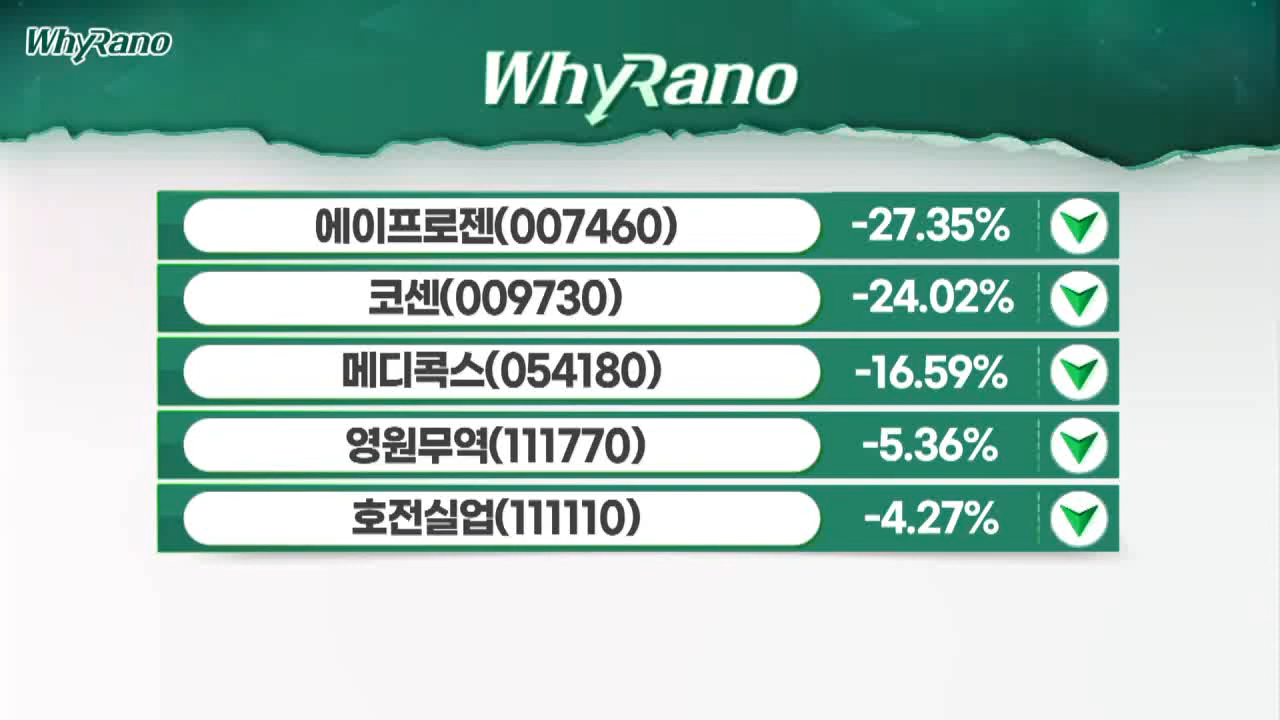 WhyRano
WhyRano
에이프로젠(007460) -27.35%
코센(009730) -24.02%
메디콕스(054180) -16.59%
영원무역(111770) -5.36%
호전실업(111110) -4.27%